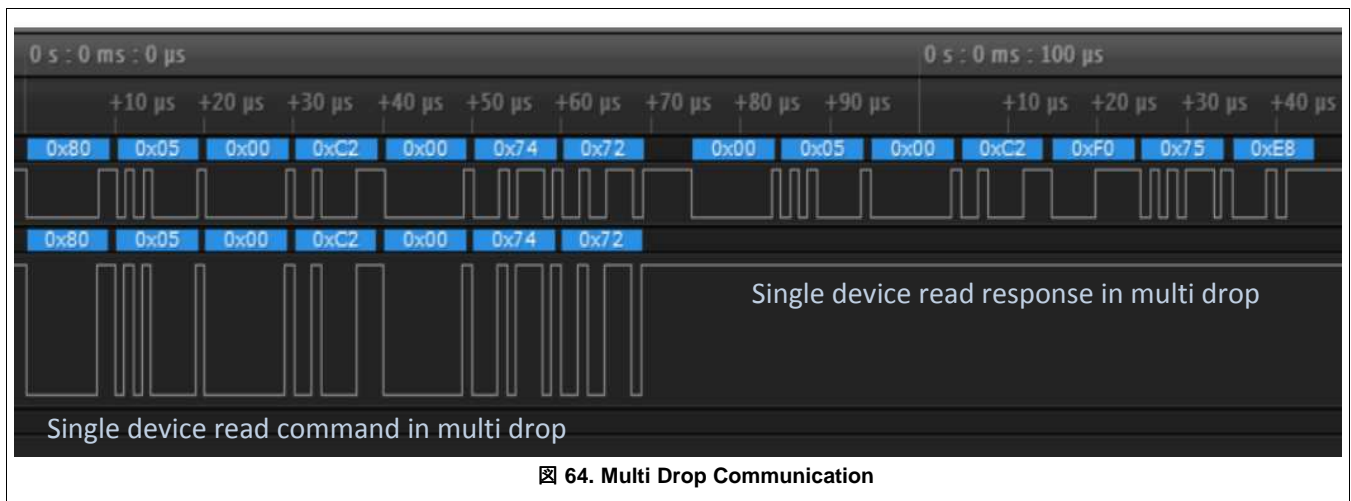 0 s : 0 ms : 0 µs 0 s : 0 ms : 100 µs
+10 µs +20 µs +30 µs +40 µs +50 µs +60 µs +70 µs +80 µs +90 µs +10 µs +20 µs +30 µs +40 µs
0x80 0x05 0x00 0xC2 0x00 0x74 0x72 0x00 0x05 0x00 0xC2 0xF0 0x75 0xE8
0x80 0x05 0x00 0xC2 0x00 0x74 0x72
Single device read response in multi drop
Single device read command in multi drop
図 64. Multi Drop Communication